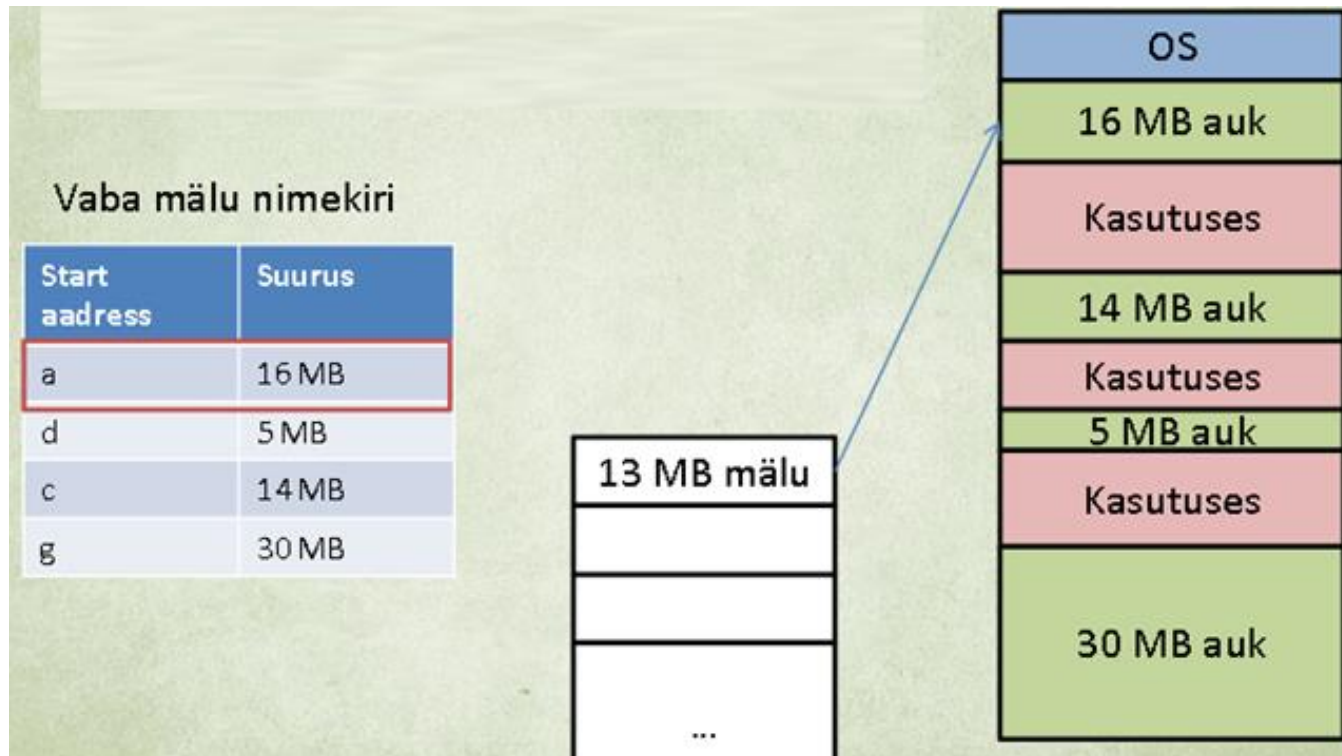 Vaba mälu nimekiri
Start
aadress
Suurus
a
16 MB
d
5 MB
c
14 MB
g
30 MB
13 MB mälu
...
OS
16 MB auk
Kasutuses
14 MB auk
Kasutuses
5 MB auk
Kasutuses
30 MB auk